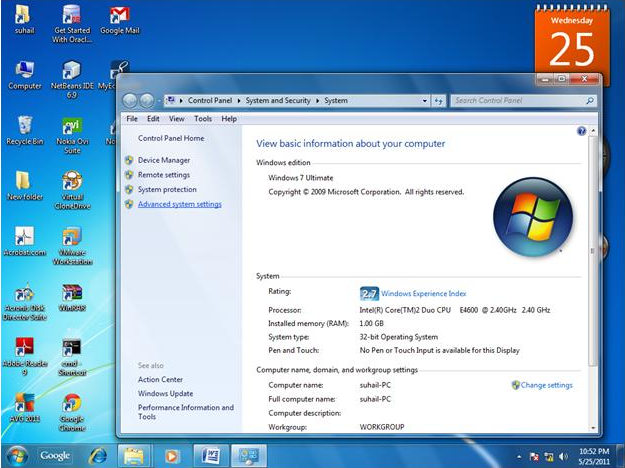 suhail
Get Started
With Oracl...
Google Mail
Computer
NetBeans IDE
6.9
MyEc
Recycle Bin
Nokia Ovi
Suite
No
New folder
Virtual
CloneDrive
Acrobat.com
VMware
Workstation
Acronis Disk
Director Suite
WinRAR
Adobe Reader
9
cmd -
Shortcut
AVG 2011
Google
Chrome
Wednesday
25
Control Panel
System and Security
System
Search Control Panel
File Edit View Tools Help
Control Panel Home
Device Manager
Remote settings
System protection
Advanced system settings
See also
Action Center
Windows Update
Performance Information and
Tools
View basic information about your computer
Windows edition
Windows 7 Ultimate
Copyright © 2009 Microsoft Corporation. All rights reserved.
System
Rating: 2.7 Windows Experience Index
Processor: Intel(R) Core(TM)2 Duo CPU E4600 @ 2.40GHz 2.40 GHz
Installed memory (RAM): 1.00 GB
System type: 32-bit Operating System
Pen and Touch: No Pen or Touch Input is available for this Display
Computer name, domain, and workgroup settings
Computer name: suhail-PC Change settings
Full computer name: suhail-PC
Computer description:
Workgroup: WORKGROUP
Google
10:52 PM
5/25/2011